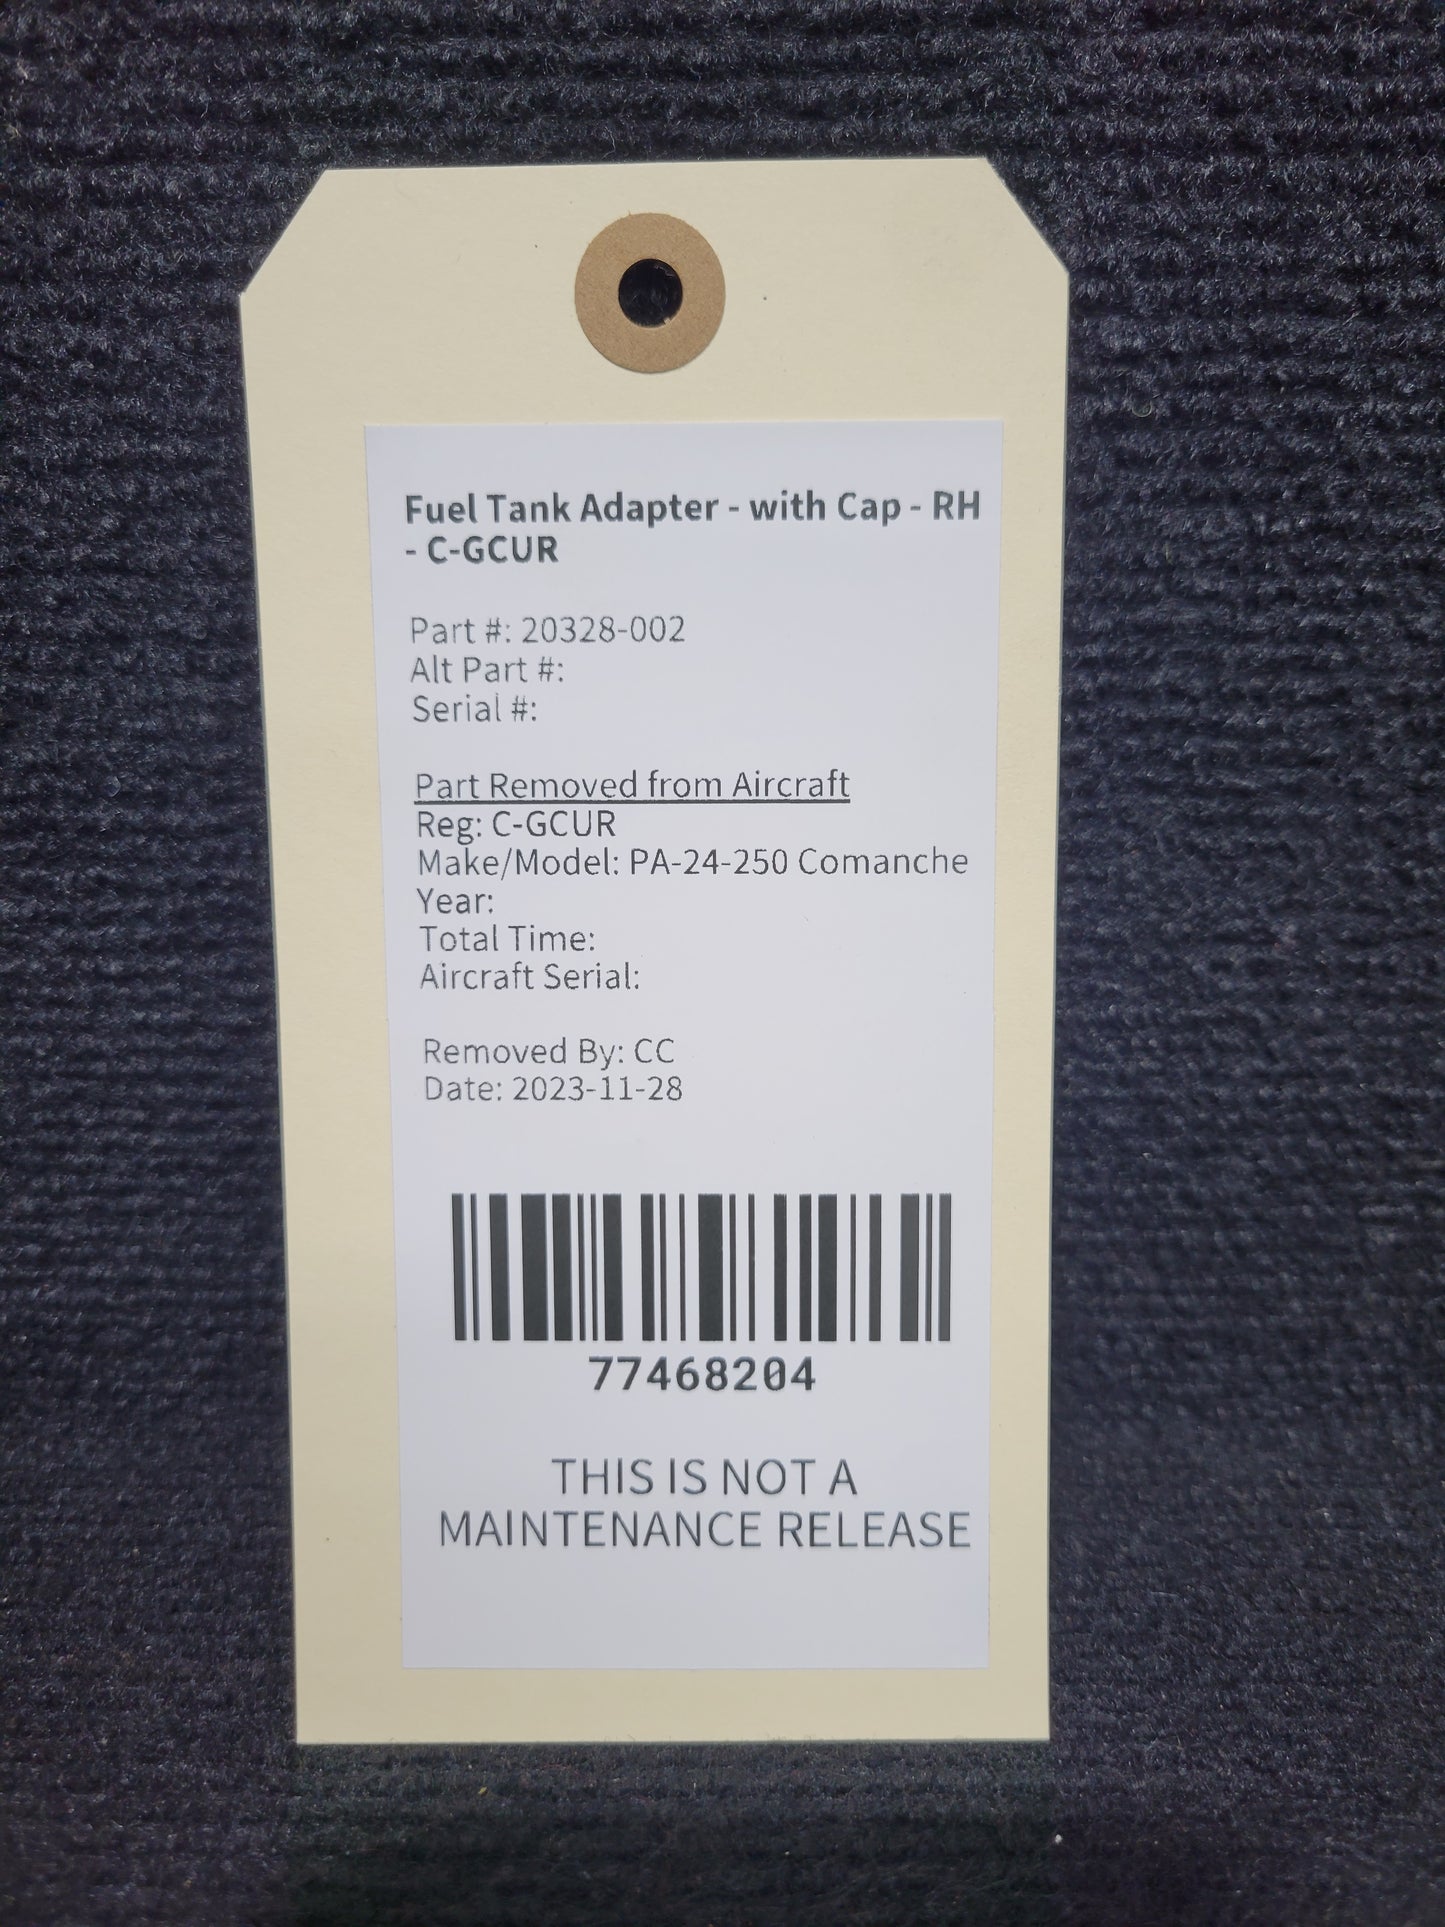 Fuel Tank Adapter - with Cap - RH
- C-GCUR
Part #: 20328-002
Alt Part #:
Serial #:
Part Removed from Aircraft
Reg: C-GCUR
Make/Model: PA-24-250 Comanche
Year:
Total Time:
Aircraft Serial:
Removed By: CC
Date: 2023-11-28
77468204
THIS IS NOT A
MAINTENANCE RELEASE